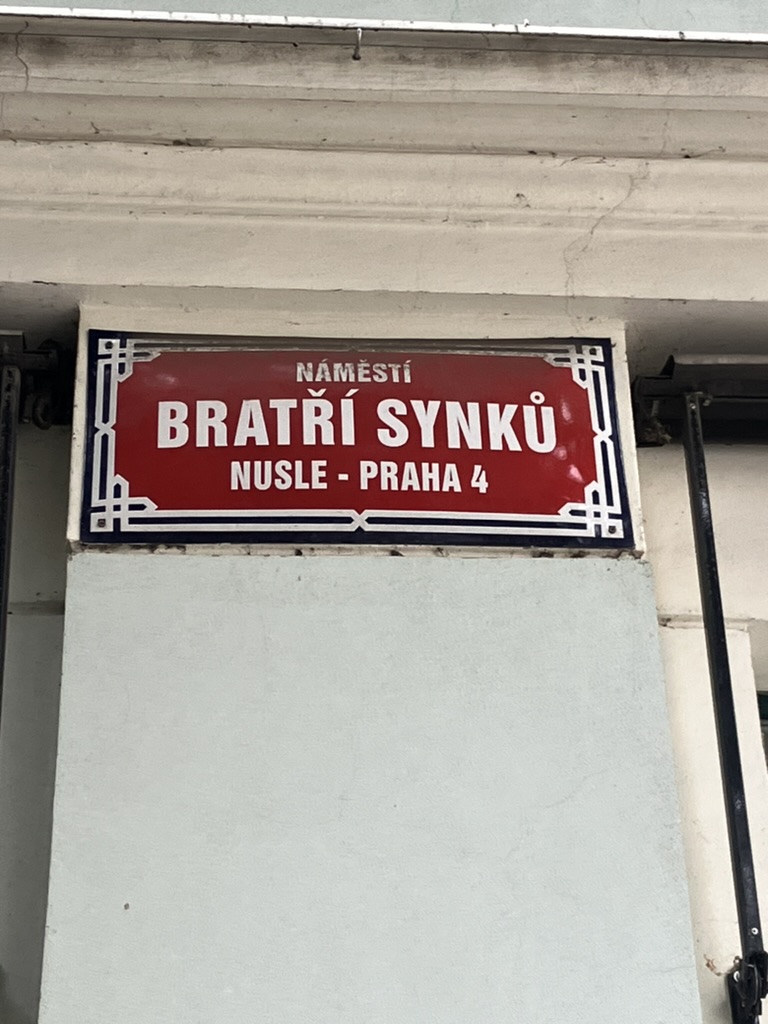 NÁMĚSTÍ
BRATŘÍ SYNKŮ
NUSLE - PRAHA 4